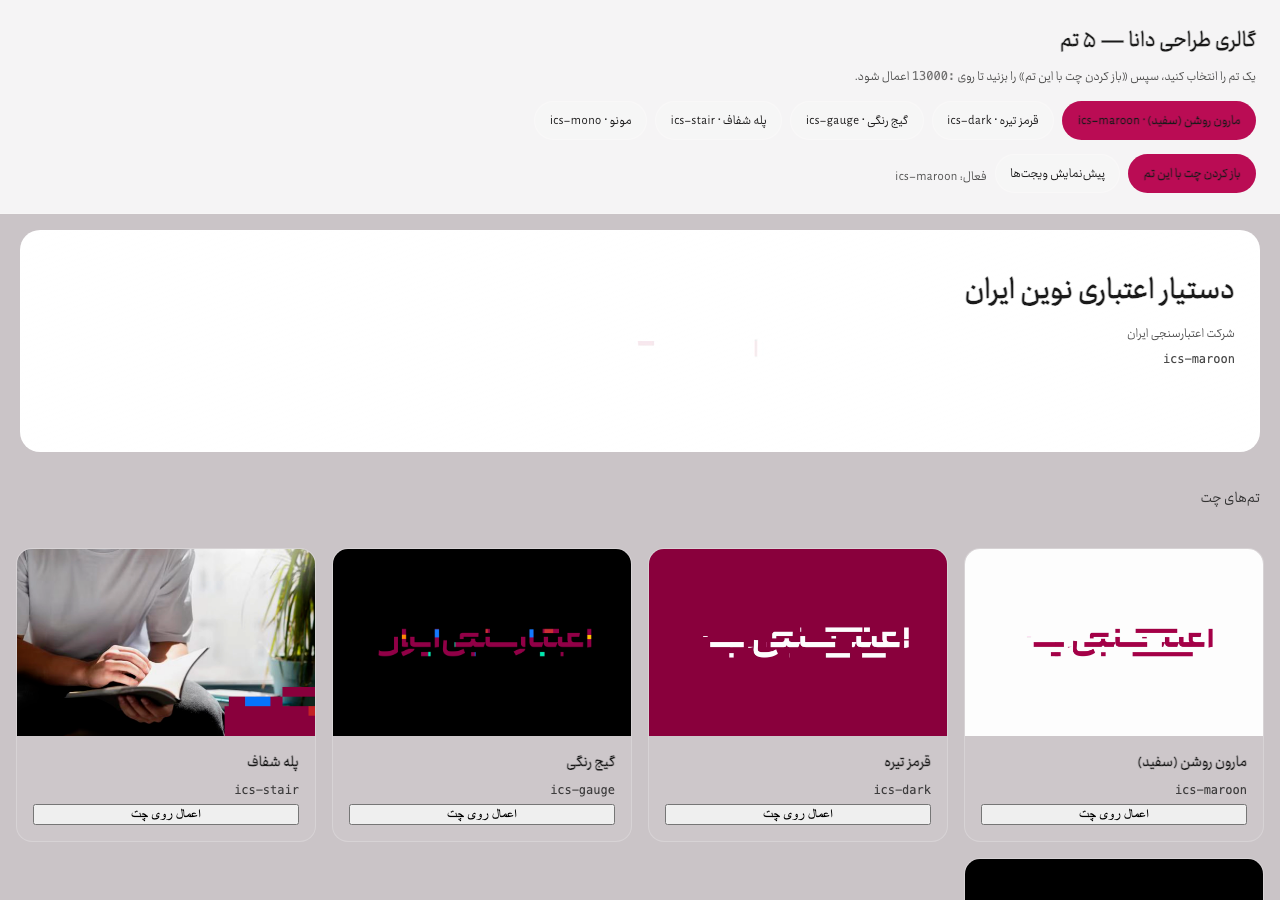 گالری طراحی دانا — ۵ تم
یک تم را انتخاب کنید، سپس «باز کردن چت با این تم» را بزنید تا روی :13000 اعمال شود.
مارون روشن (سفید) · ics-maroon
قرمز تیره · ics-dark
گیج رنگی · ics-gauge
پله شفاف · ics-stair
مونو · ics-mono
باز کردن چت با این تم
پیش‌نمایش ویجت‌ها
فعال: ics-maroon
دستیار اعتباری نوین ایران
شرکت اعتبارسنجی ایران
ics-maroon
تم‌های چت
اعتبارسنجی ایران
مارون روشن (سفید)
ics-maroon
اعمال روی چت
قرمز تیره
ics-dark
اعمال روی چت
گیج رنگی
ics-gauge
اعمال روی چت
پله شفاف
ics-stair
اعمال روی چت